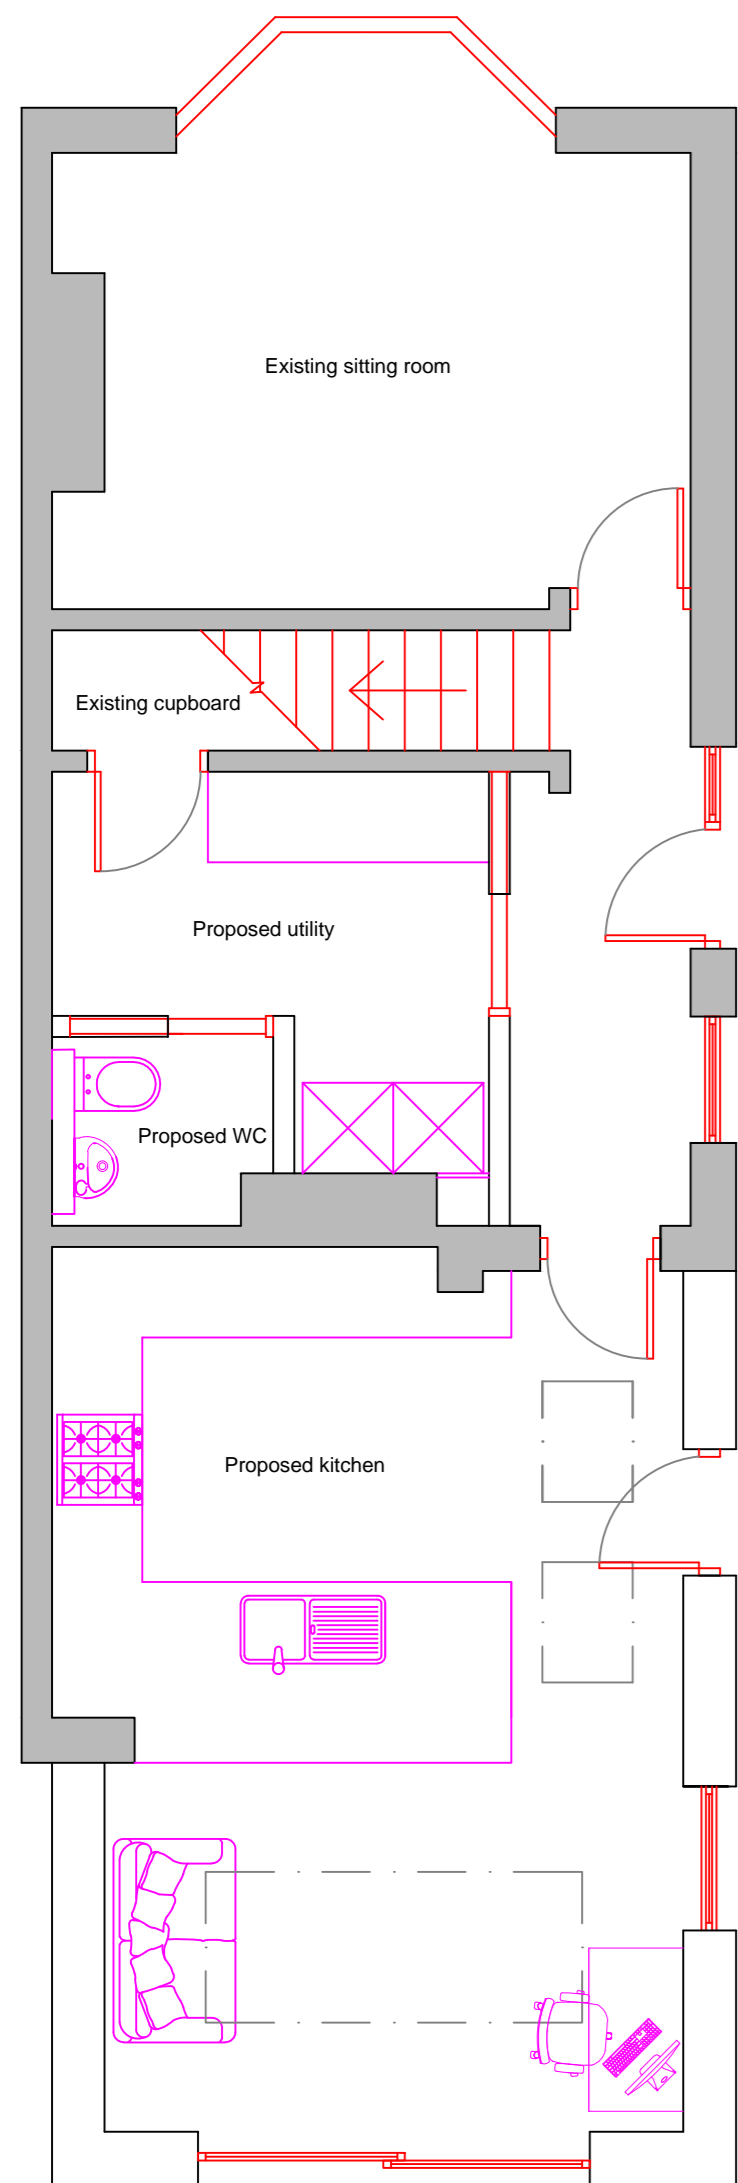 Existing sitting room
Existing cupboard
Proposed utility
Proposed WC
Proposed kitchen